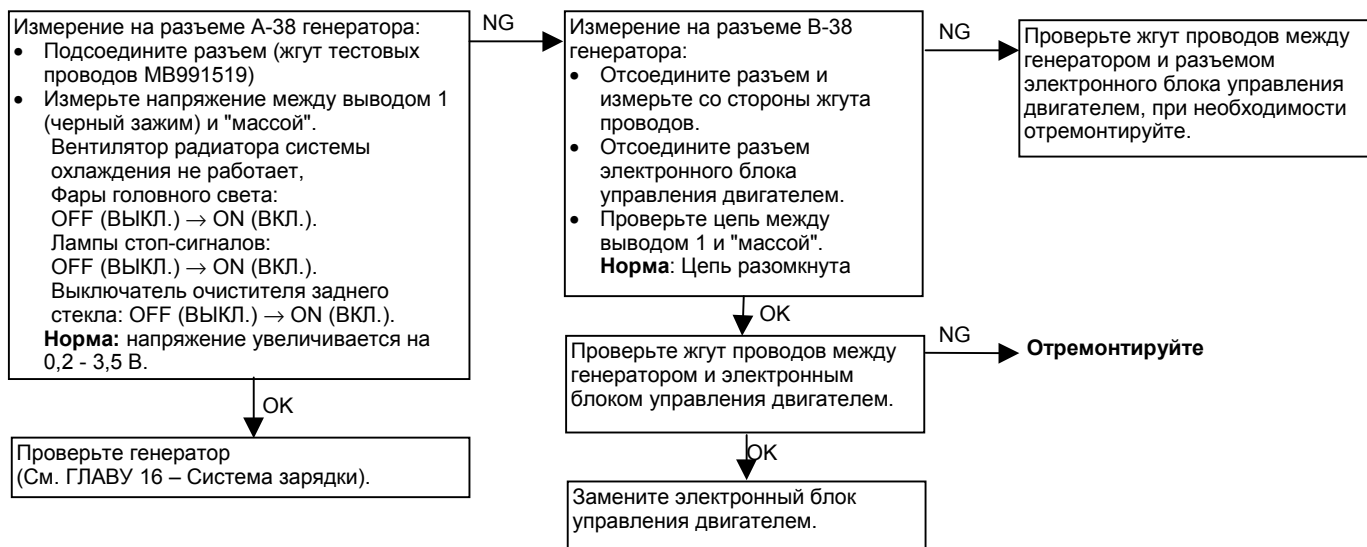 Измерение на разъеме А-38 генератора:
• Подсоедините разъем (жгут тестовых
проводов MB991519)
• Измерьте напряжение между выводом 1
(черный зажим) и "массой".
Вентилятор радиатора системы
охлаждения не работает,
Фары головного света:
OFF (ВЫКЛ.) → ON (ВКЛ.).
Лампы стоп-сигналов:
OFF (ВЫКЛ.) → ON (ВКЛ.).
Выключатель очистителя заднего
стекла: OFF (ВЫКЛ.) → ON (ВКЛ.).
Норма: напряжение увеличивается на
0,2 - 3,5 В.
NG
Измерение на разъеме В-38
генератора:
• Отсоедините разъем и
измерьте со стороны жгута
проводов.
• Отсоедините разъем
электронного блока
управления двигателем.
• Проверьте цепь между
выводом 1 и "массой".
Норма: Цепь разомкнута
NG
Проверьте жгут проводов между
генератором и разъемом
электронного блока управления
двигателем, при необходимости
отремонтируйте.
OK
Проверьте генератор
(См. ГЛАВУ 16 – Система зарядки).
OK
Проверьте жгут проводов между
генератором и электронным
блоком управления двигателем.
NG
Отремонтируйте
OK
Замените электронный блок
управления двигателем.